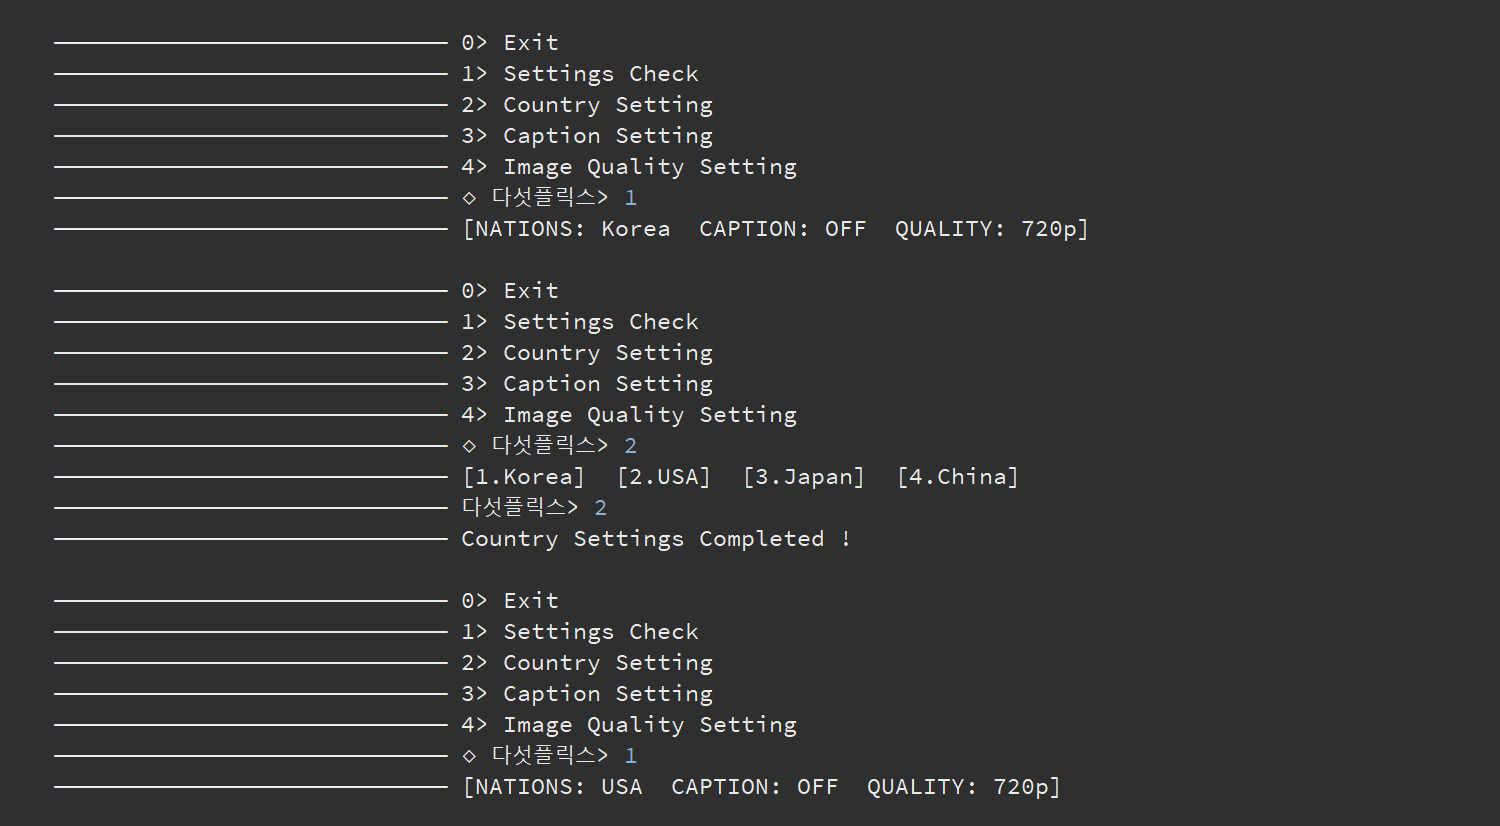 0> Exit
1> Settings Check
2> Country Setting
3> Caption Setting
4> Image Quality Setting
◇ 다섯플릭스> 1
[NATIONS: Korea  CAPTION: OFF  QUALITY: 720p]
0> Exit
1> Settings Check
2> Country Setting
3> Caption Setting
4> Image Quality Setting
◇ 다섯플릭스> 2
[1.Korea]  [2.USA]  [3.Japan]  [4.China]
다섯플릭스> 2
Country Settings Completed !
0> Exit
1> Settings Check
2> Country Setting
3> Caption Setting
4> Image Quality Setting
◇ 다섯플릭스> 1
[NATIONS: USA  CAPTION: OFF  QUALITY: 720p]